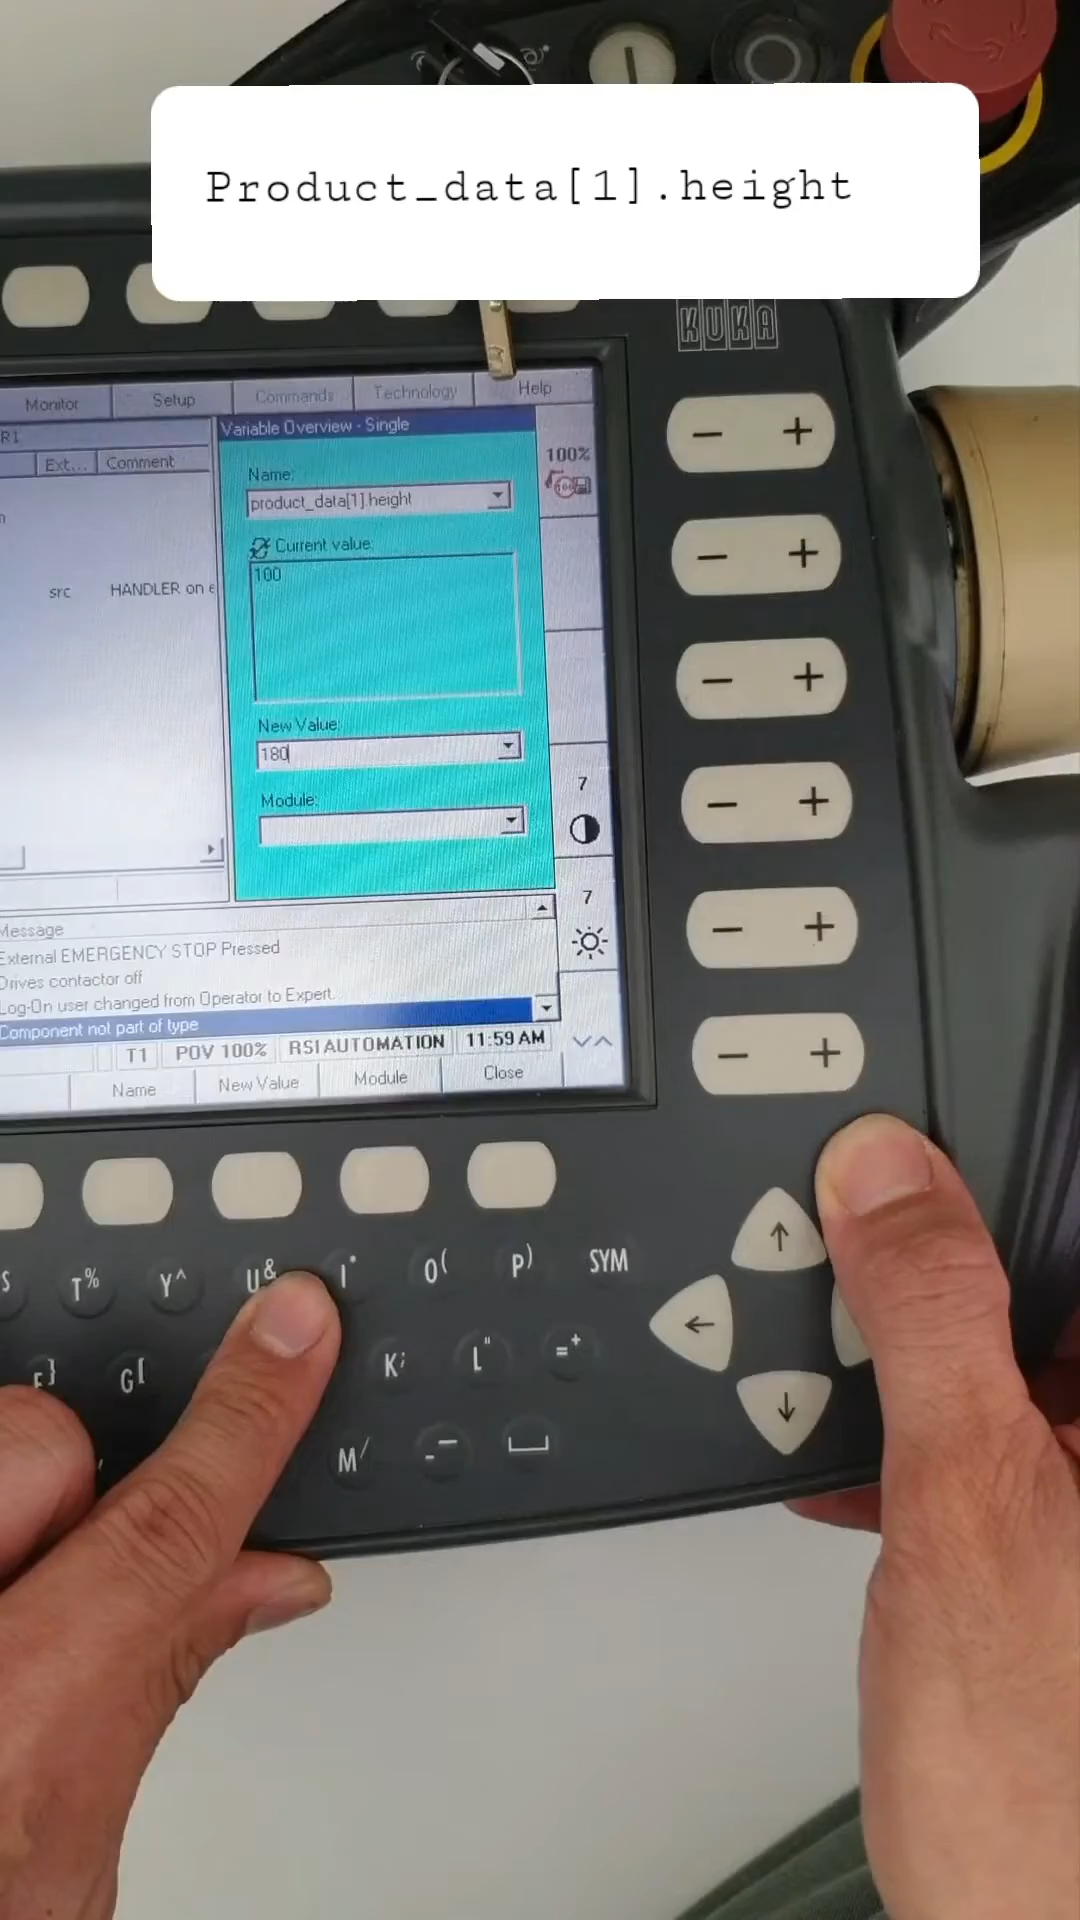 Product_data[1].height
KUKA
Monitor Setup Commands Technology Help
R1
Variable Overview - Single
Ext... Comment
100%
Name:
product_data[1].height
Current value:
100
src HANDLER on e
New Value:
180
7
Module:
7
Message
External EMERGENCY STOP Pressed
Drives contactor off
Log-On user changed from Operator to Expert.
Component not part of type
T1 POV 100% RSI AUTOMATION 11:59 AM
Name New Value Module Close
S T% Y^ U& I* O( P) SYM
F} G[ K; L" =+
M/ -_